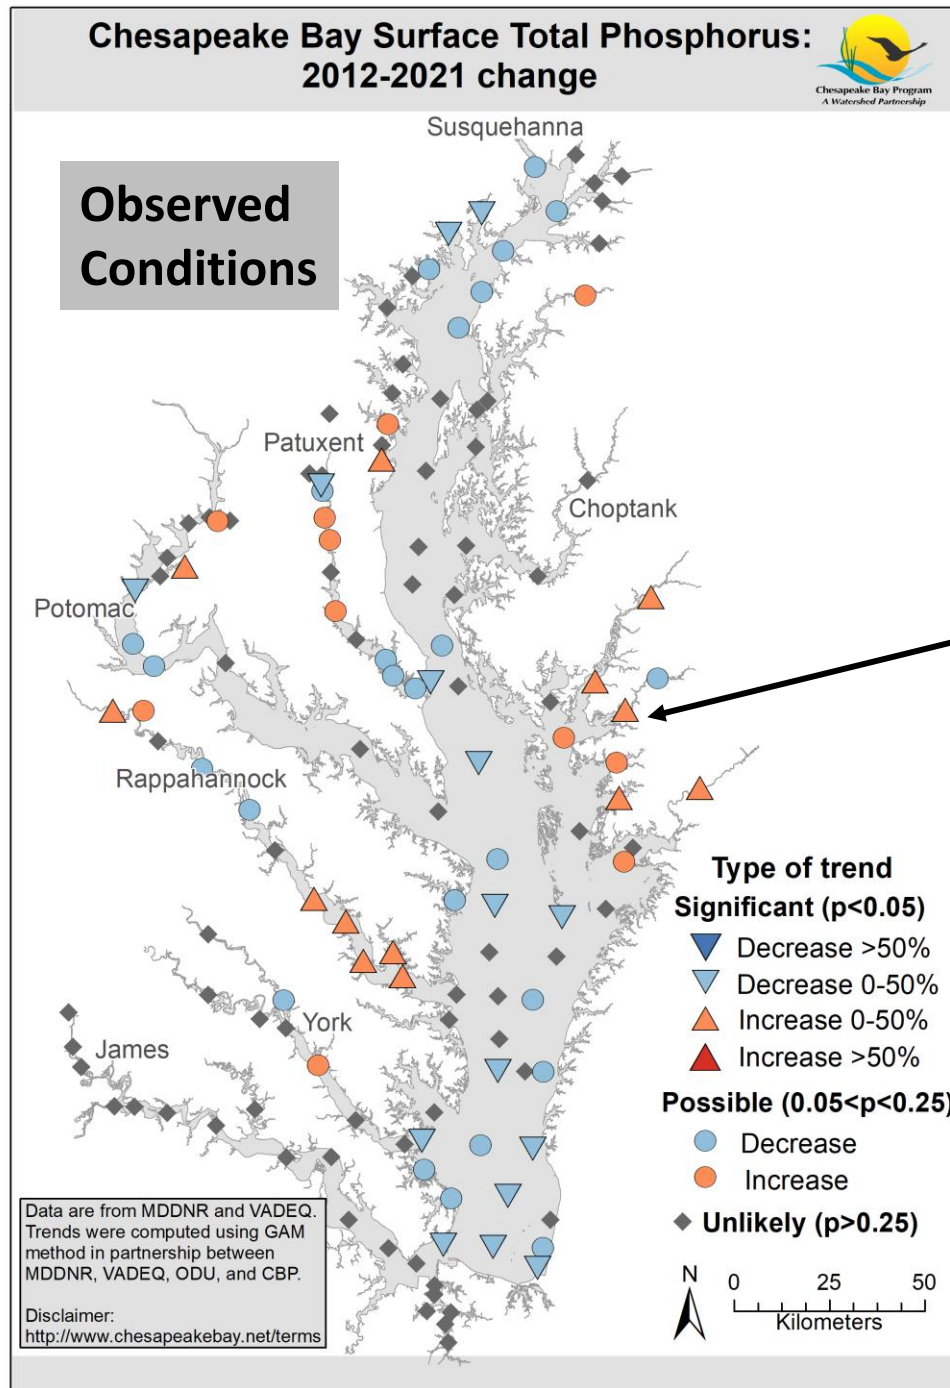 Chesapeake Bay Surface Total Phosphorus:
2012-2021 change
Chesapeake Bay Program
A Watershed Partnership
Observed
Conditions
Susquehanna
Patuxent
Choptank
Potomac
Rappahannock
York
James
Type of trend
Significant (p<0.05)
Decrease >50%
Decrease 0-50%
Increase 0-50%
Increase >50%
Possible (0.05<p<0.25)
Decrease
Increase
Unlikely (p>0.25)
N
0 25 50
Kilometers
Data are from MDDNR and VADEQ.
Trends were computed using GAM
method in partnership between
MDDNR, VADEQ, ODU, and CBP.
Disclaimer:
http://www.chesapeakebay.net/terms